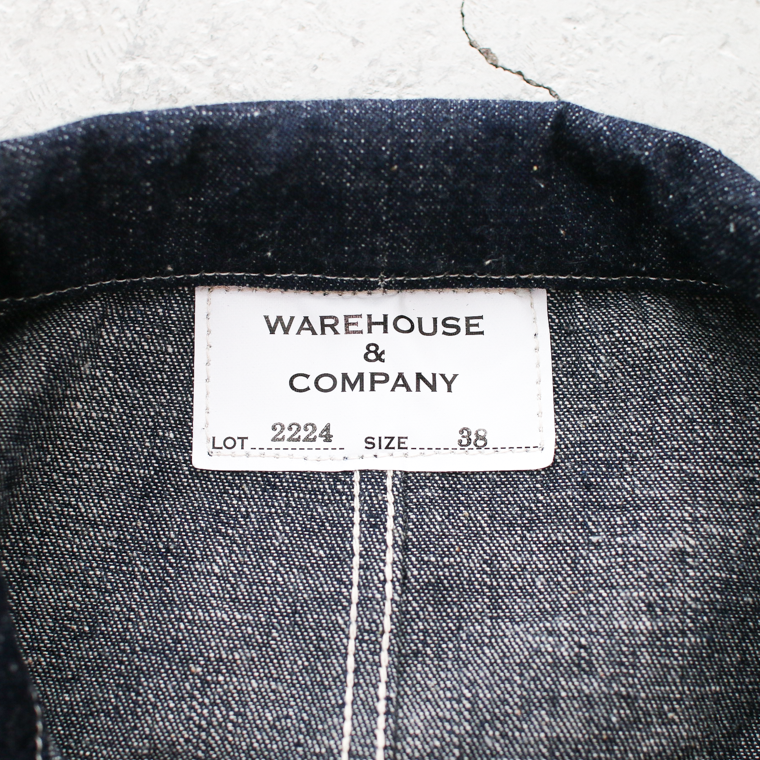 WAREHOUSE
&
COMPANY
LOT 2224 SIZE 38